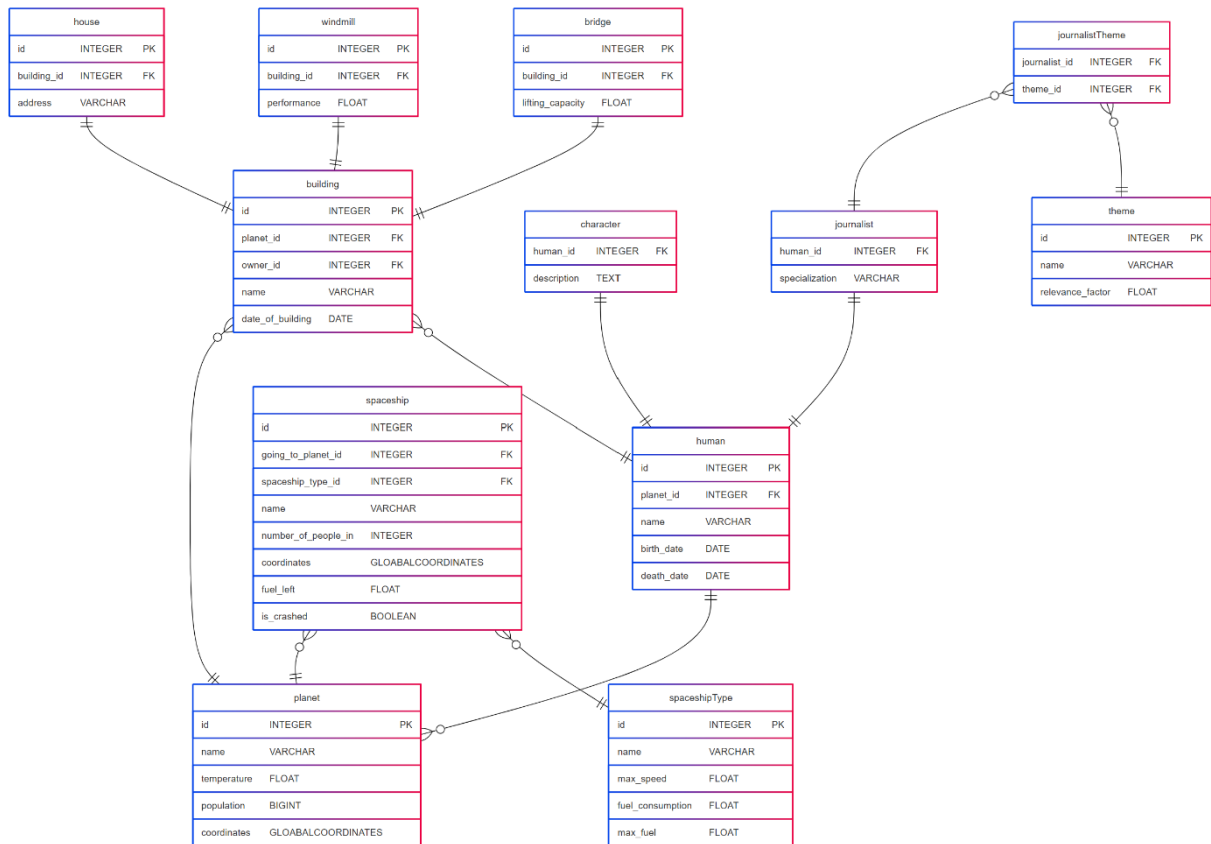 house
id INTEGER PK
building_id INTEGER FK
address VARCHAR
windmill
id INTEGER PK
building_id INTEGER FK
performance FLOAT
bridge
id INTEGER PK
building_id INTEGER FK
lifting_capacity FLOAT
journalistTheme
journalist_id INTEGER FK
theme_id INTEGER FK
building
id INTEGER PK
planet_id INTEGER FK
owner_id INTEGER FK
name VARCHAR
date_of_building DATE
character
human_id INTEGER FK
description TEXT
journalist
human_id INTEGER FK
specialization VARCHAR
theme
id INTEGER PK
name VARCHAR
relevance_factor FLOAT
spaceship
id INTEGER PK
going_to_planet_id INTEGER FK
spaceship_type_id INTEGER FK
name VARCHAR
number_of_people_in INTEGER
coordinates GLOABALCOORDINATES
fuel_left FLOAT
is_crashed BOOLEAN
human
id INTEGER PK
planet_id INTEGER FK
name VARCHAR
birth_date DATE
death_date DATE
planet
id INTEGER PK
name VARCHAR
temperature FLOAT
population BIGINT
coordinates GLOABALCOORDINATES
spaceshipType
id INTEGER PK
name VARCHAR
max_speed FLOAT
fuel_consumption FLOAT
max_fuel FLOAT